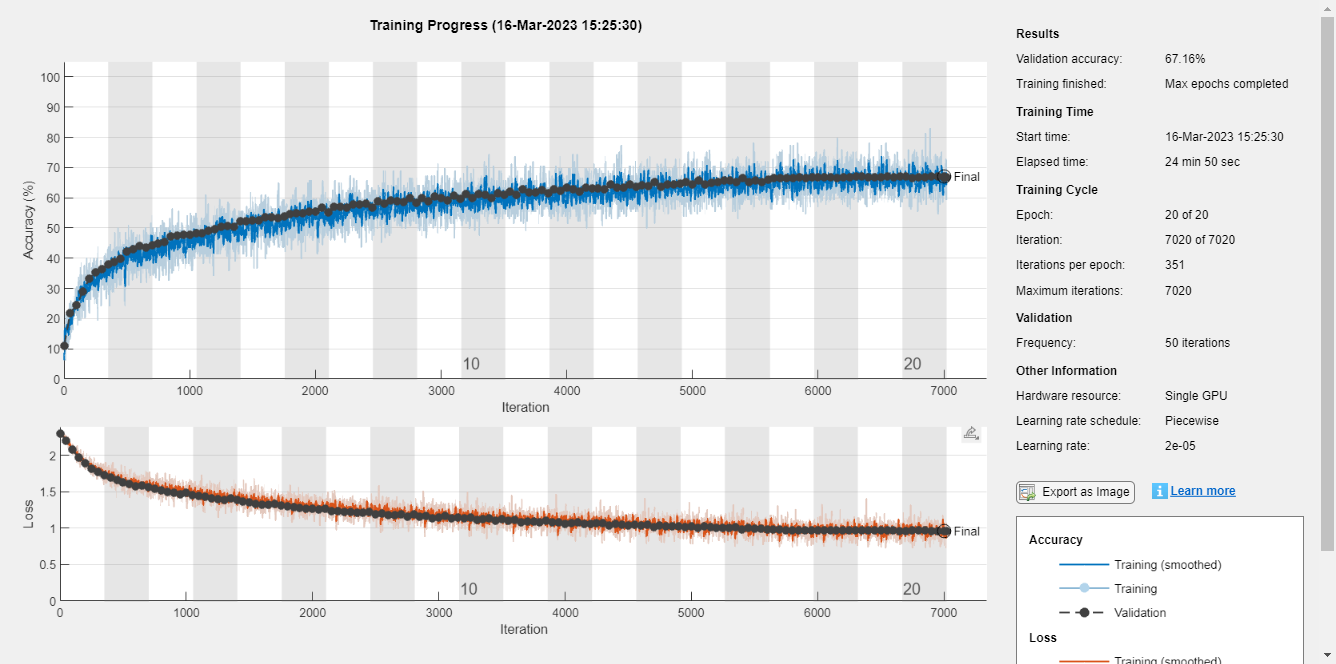 Training Progress (16-Mar-2023 15:25:30)
100
90
80
70
60
50
40
30
20
10
0
Accuracy (%)
10
20
Final
0 1000 2000 3000 4000 5000 6000 7000
Iteration
2
1.5
1
0.5
0
Loss
10
20
Final
0 1000 2000 3000 4000 5000 6000 7000
Iteration
Results
Validation accuracy: 67.16%
Training finished: Max epochs completed
Training Time
Start time: 16-Mar-2023 15:25:30
Elapsed time: 24 min 50 sec
Training Cycle
Epoch: 20 of 20
Iteration: 7020 of 7020
Iterations per epoch: 351
Maximum iterations: 7020
Validation
Frequency: 50 iterations
Other Information
Hardware resource: Single GPU
Learning rate schedule: Piecewise
Learning rate: 2e-05
Export as Image
i Learn more
Accuracy
Training (smoothed)
Training
Validation
Loss
Training (smoothed)